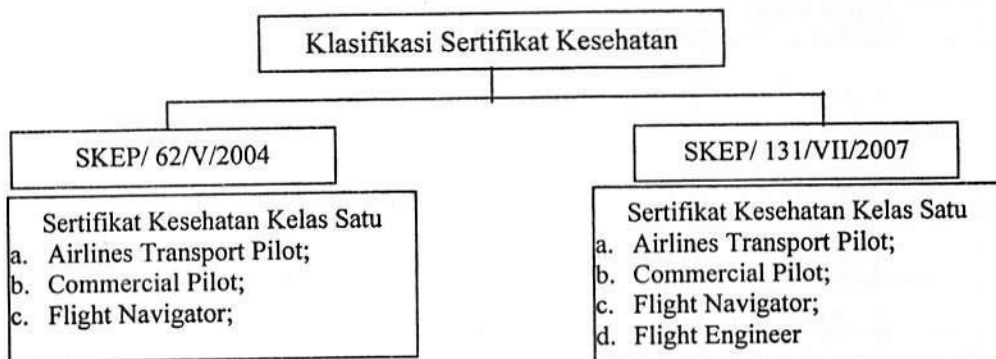 Klasifikasi Sertifikat Kesehatan
SKEP/ 62/V/2004
Sertifikat Kesehatan Kelas Satu
a. Airlines Transport Pilot;
b. Commercial Pilot;
c. Flight Navigator;
SKEP/ 131/VII/2007
Sertifikat Kesehatan Kelas Satu
a. Airlines Transport Pilot;
b. Commercial Pilot;
c. Flight Navigator;
d. Flight Engineer